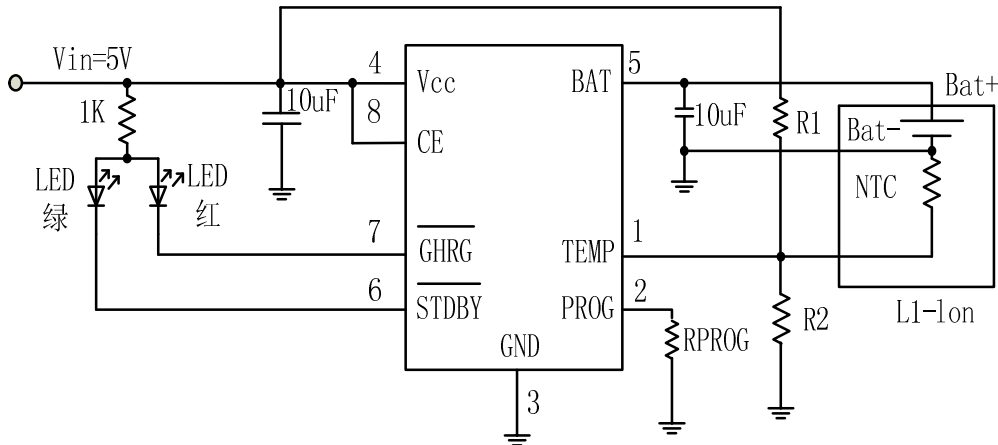 Vin=5V
4
5
Vcc
BAT
Bat+
1K
10uF
8
10uF
R1
Bat-
CE
LED
绿
LED
红
NTC
7
1
GHRG
TEMP
6
2
STDBY
PROG
R2
L1-lon
RPROG
GND
3